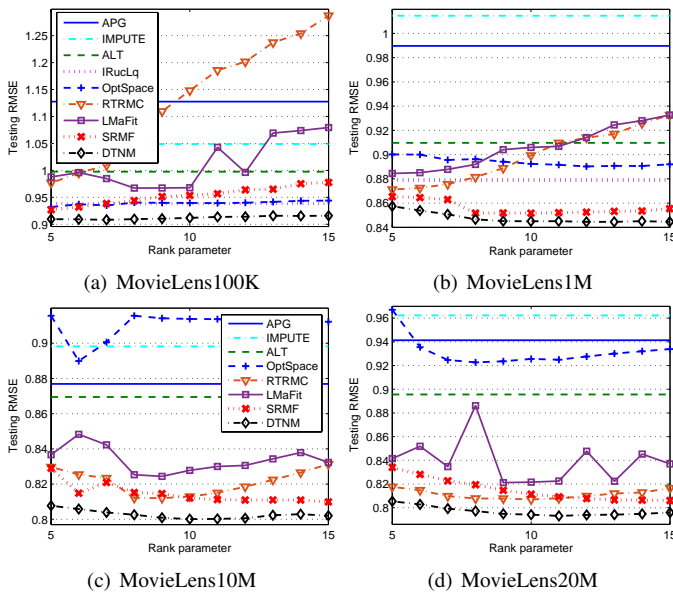 1.25
1.2
1.15
1.1
1.05
1
0.95
0.9
Testing RMSE
APG
IMPUTE
ALT
IRucLq
OptSpace
RTRMC
LMaFit
SRMF
DTNM
5
10
15
Rank parameter
(a) MovieLens100K
1
0.98
0.96
0.94
0.92
0.9
0.88
0.86
0.84
Testing RMSE
5
10
15
Rank parameter
(b) MovieLens1M
0.9
0.88
0.86
0.84
0.82
0.8
Testing RMSE
APG
IMPUTE
ALT
OptSpace
RTRMC
LMaFit
SRMF
DTNM
5
10
15
Rank parameter
(c) MovieLens10M
0.96
0.94
0.92
0.9
0.88
0.86
0.84
0.82
0.8
Testing RMSE
5
10
15
Rank parameter
(d) MovieLens20M